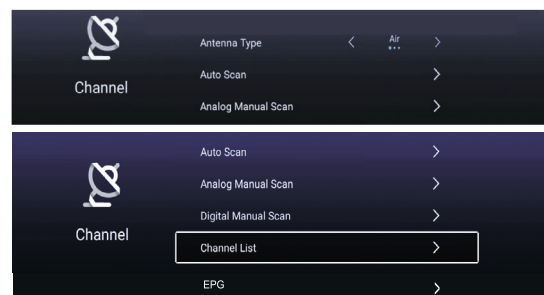 Antenna Type < Air >
Auto Scan >
Channel
Analog Manual Scan >
Auto Scan >
Analog Manual Scan >
Digital Manual Scan >
Channel
Channel List >
EPG >